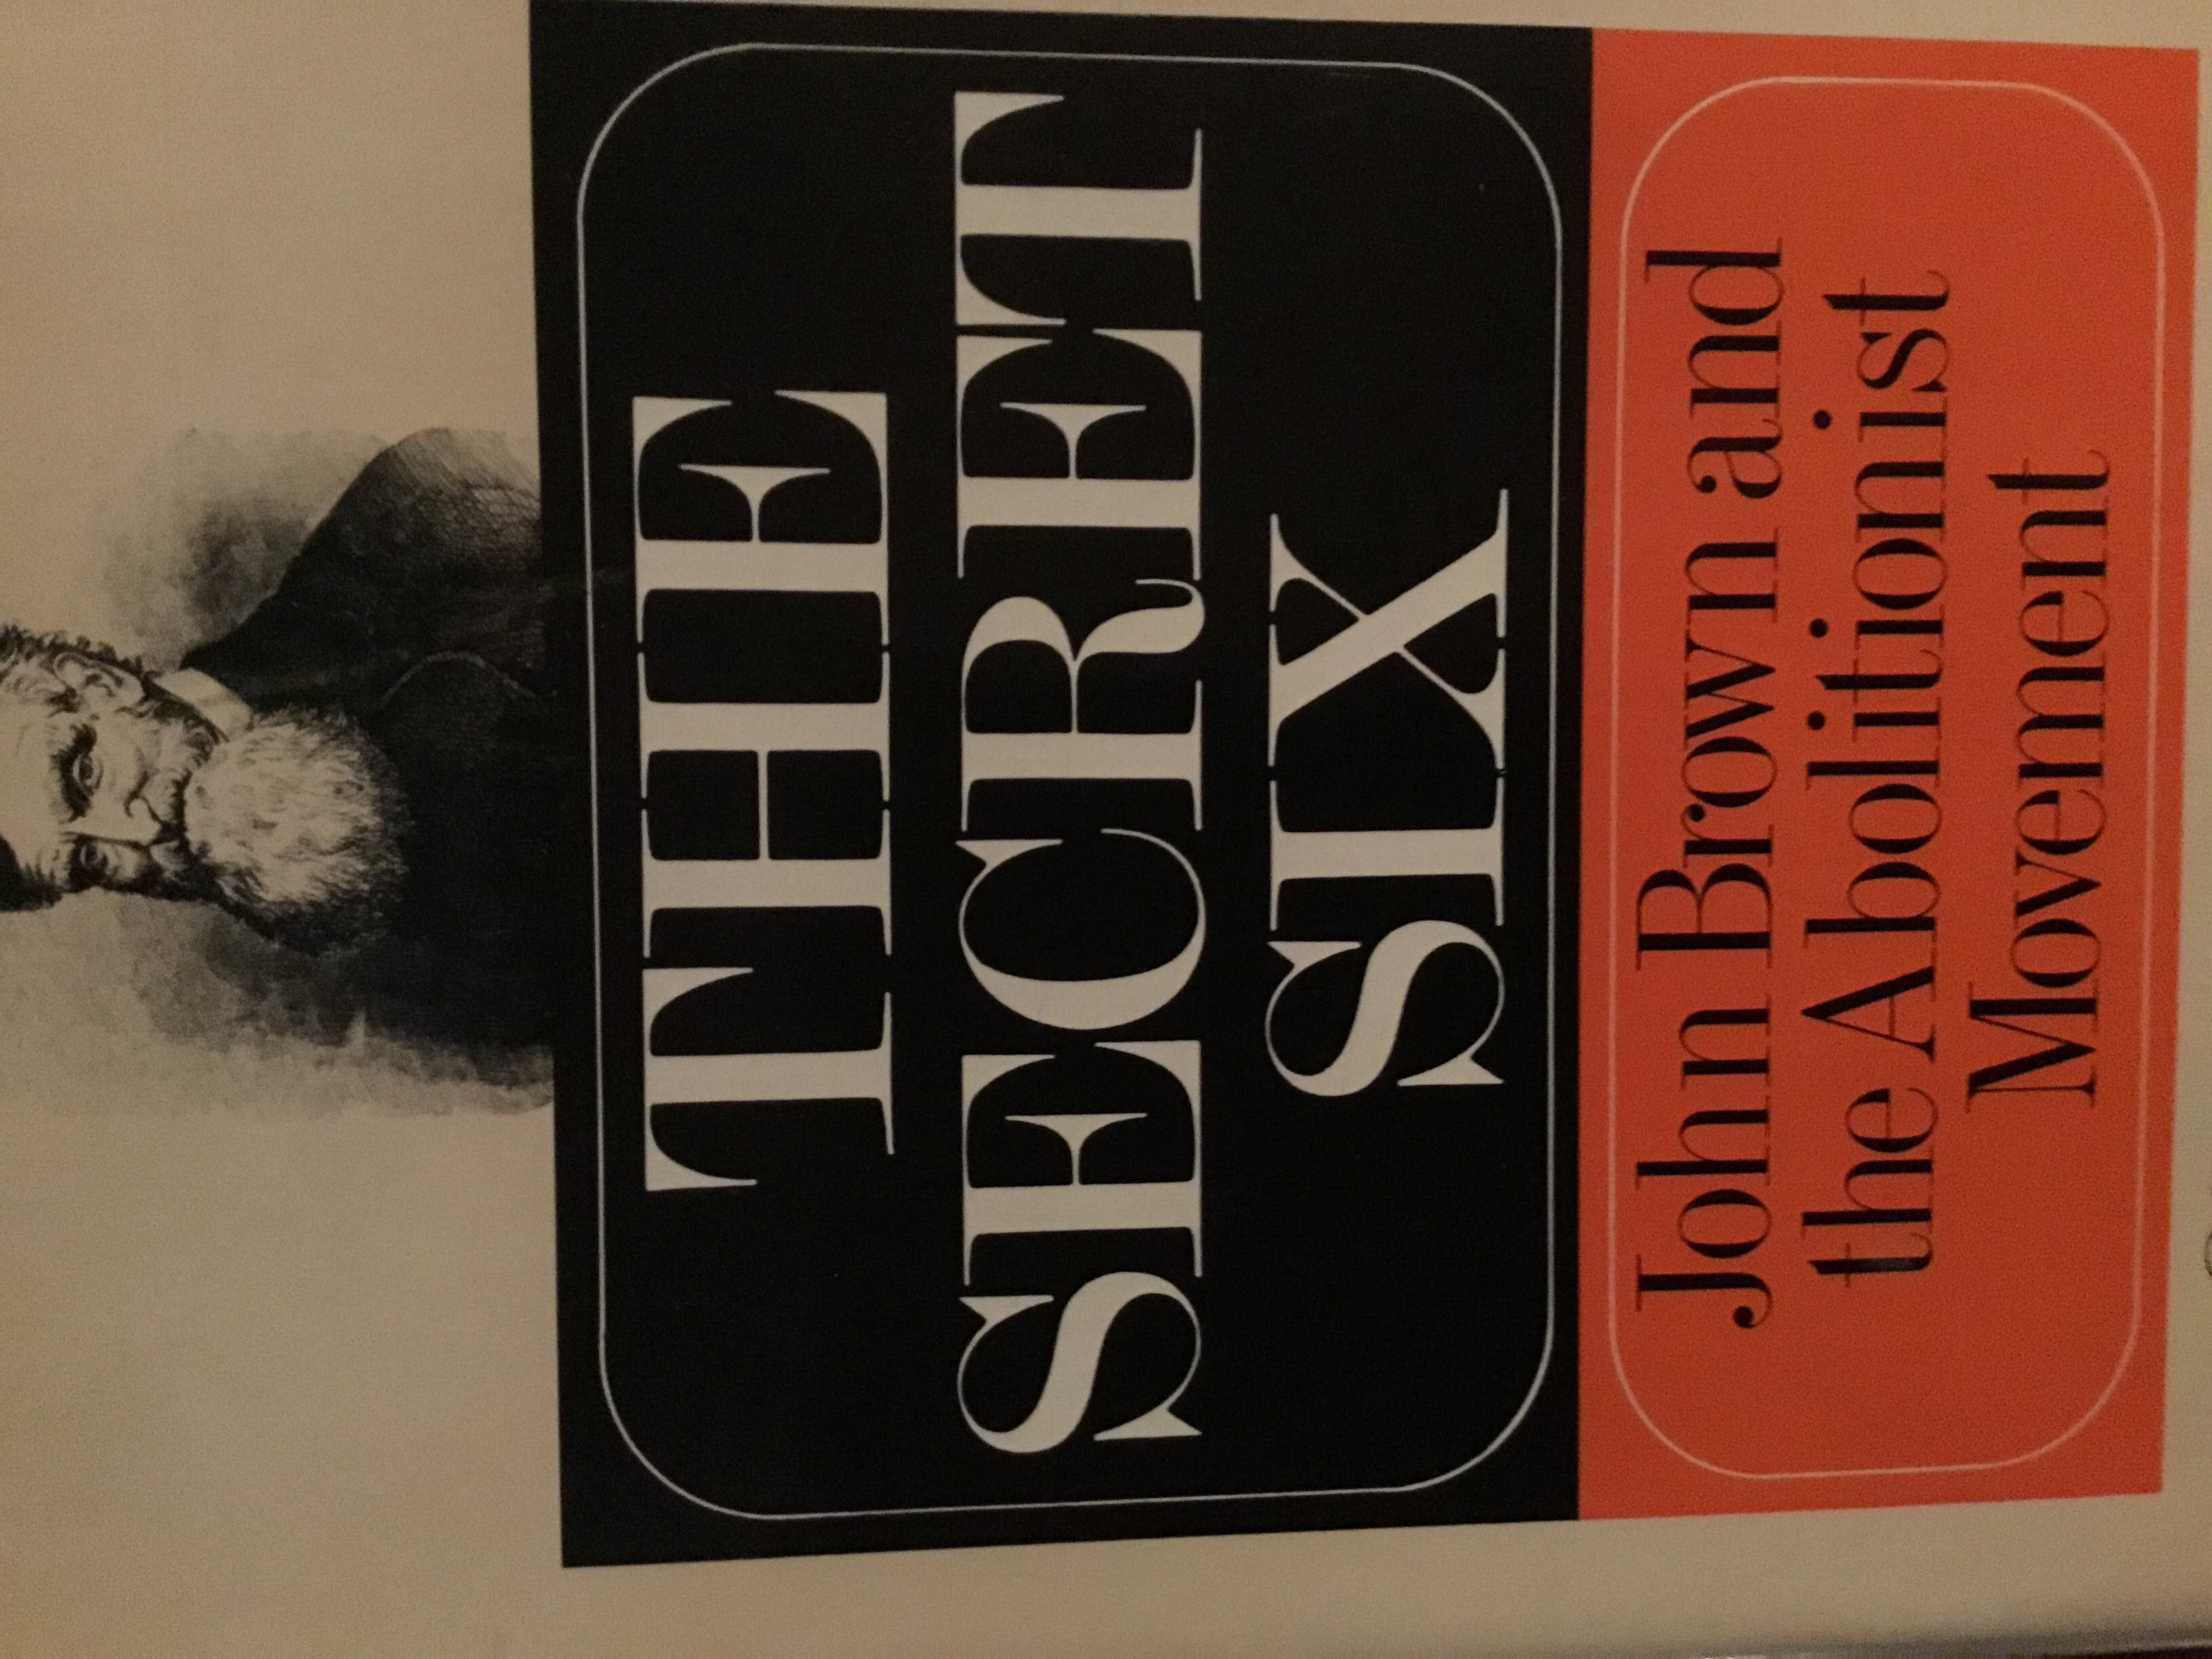 THE
SECRET
SIX
John Brown and
the Abolitionist
Movement